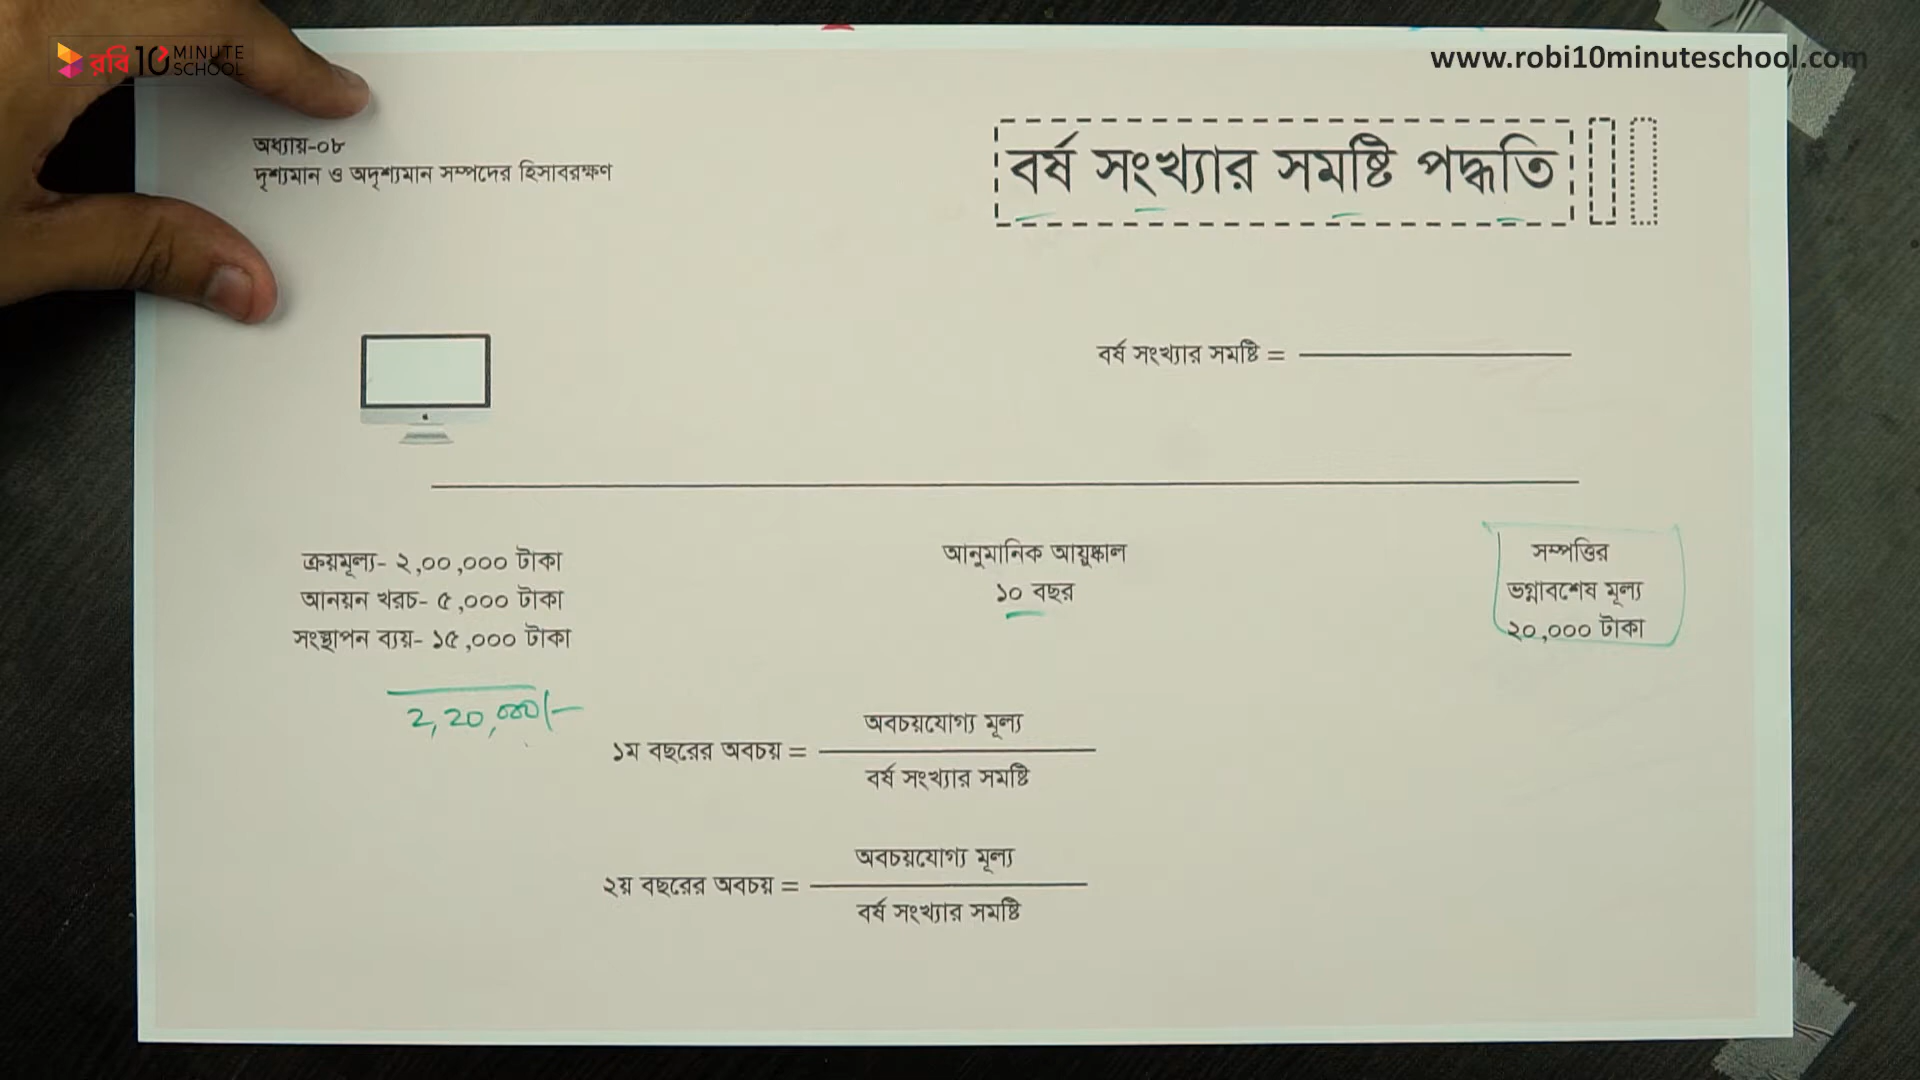 রবি 10 MINUTE SCHOOL
www.robi10minuteschool.com
অধ্যায়-০৮
দৃশ্যমান ও অদৃশ্যমান সম্পদের হিসাবরক্ষণ
বর্ষ সংখ্যার সমষ্টি পদ্ধতি
বর্ষ সংখ্যার সমষ্টি =
ক্রয়মূল্য- ২,০০,০০০ টাকা
আনয়ন খরচ- ৫,০০০ টাকা
সংস্থাপন ব্যয়- ১৫,০০০ টাকা
2,20,000/-
আনুমানিক আয়ুষ্কাল
১০ বছর
সম্পত্তির
ভগ্নাবশেষ মূল্য
২০,০০০ টাকা
অবচয়যোগ্য মূল্য
১ম বছরের অবচয় =
বর্ষ সংখ্যার সমষ্টি
অবচয়যোগ্য মূল্য
২য় বছরের অবচয় =
বর্ষ সংখ্যার সমষ্টি